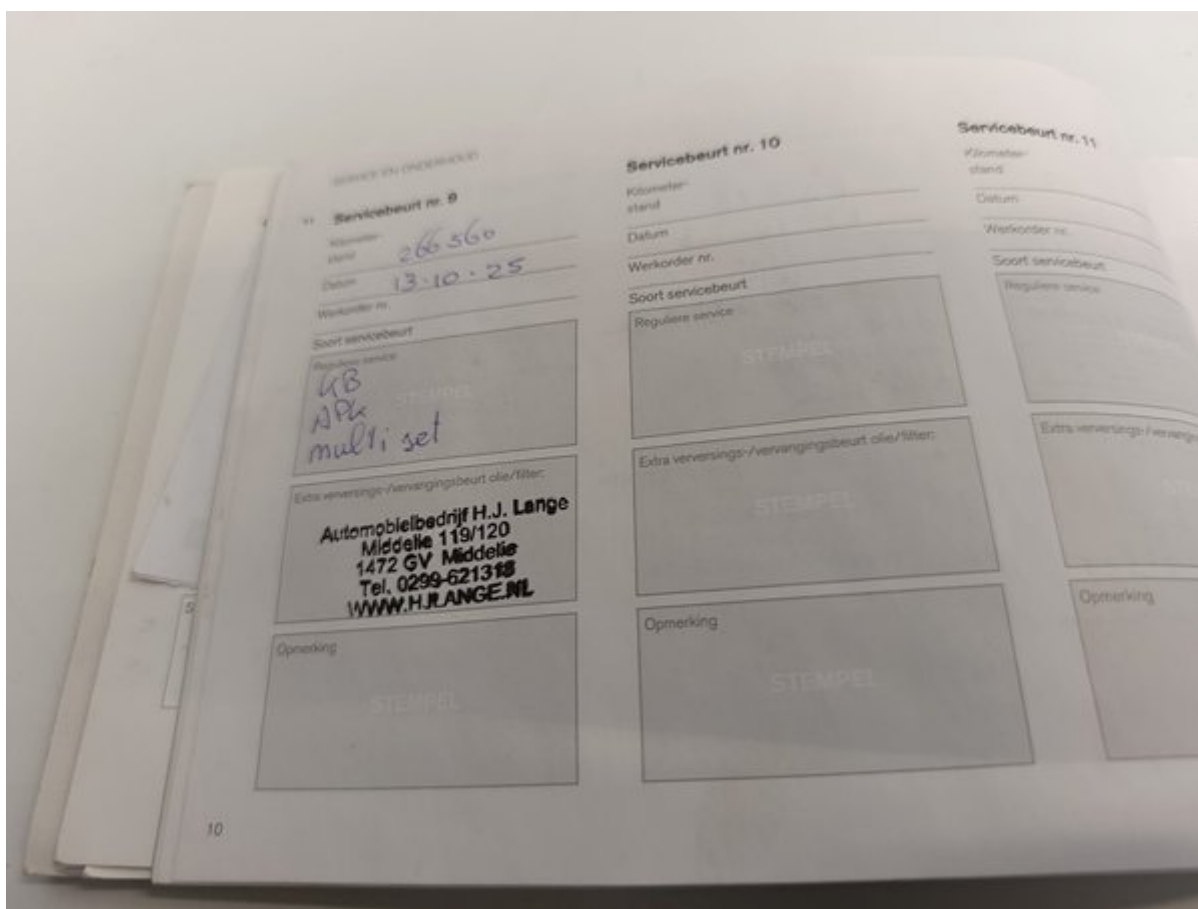 SERVICE EN ONDERHOUD
Servicebeurt nr. 9
Kilometer-
stand 266560
Datum 13-10-25
Werkorder nr.
Soort servicebeurt
Reguliere service
STEMPEL
APK
multi set
Extra verversings-/vervangingsbeurt olie/filter:
Automobielbedrijf H.J. Lange
Middelie 119/120
1472 GV Middelie
Tel. 0299-621318
WWW.HJLANGE.NL
Opmerking
STEMPEL
10
Servicebeurt nr. 10
Kilometer-
stand
Datum
Werkorder nr.
Soort servicebeurt
Reguliere service
STEMPEL
Extra verversings-/vervangingsbeurt olie/filter:
STEMPEL
Opmerking
STEMPEL
Servicebeurt nr. 11
Kilometer-
stand
Datum
Werkorder nr.
Soort servicebeurt
Reguliere service
Extra verversings-/vervangings
ST
Opmerking